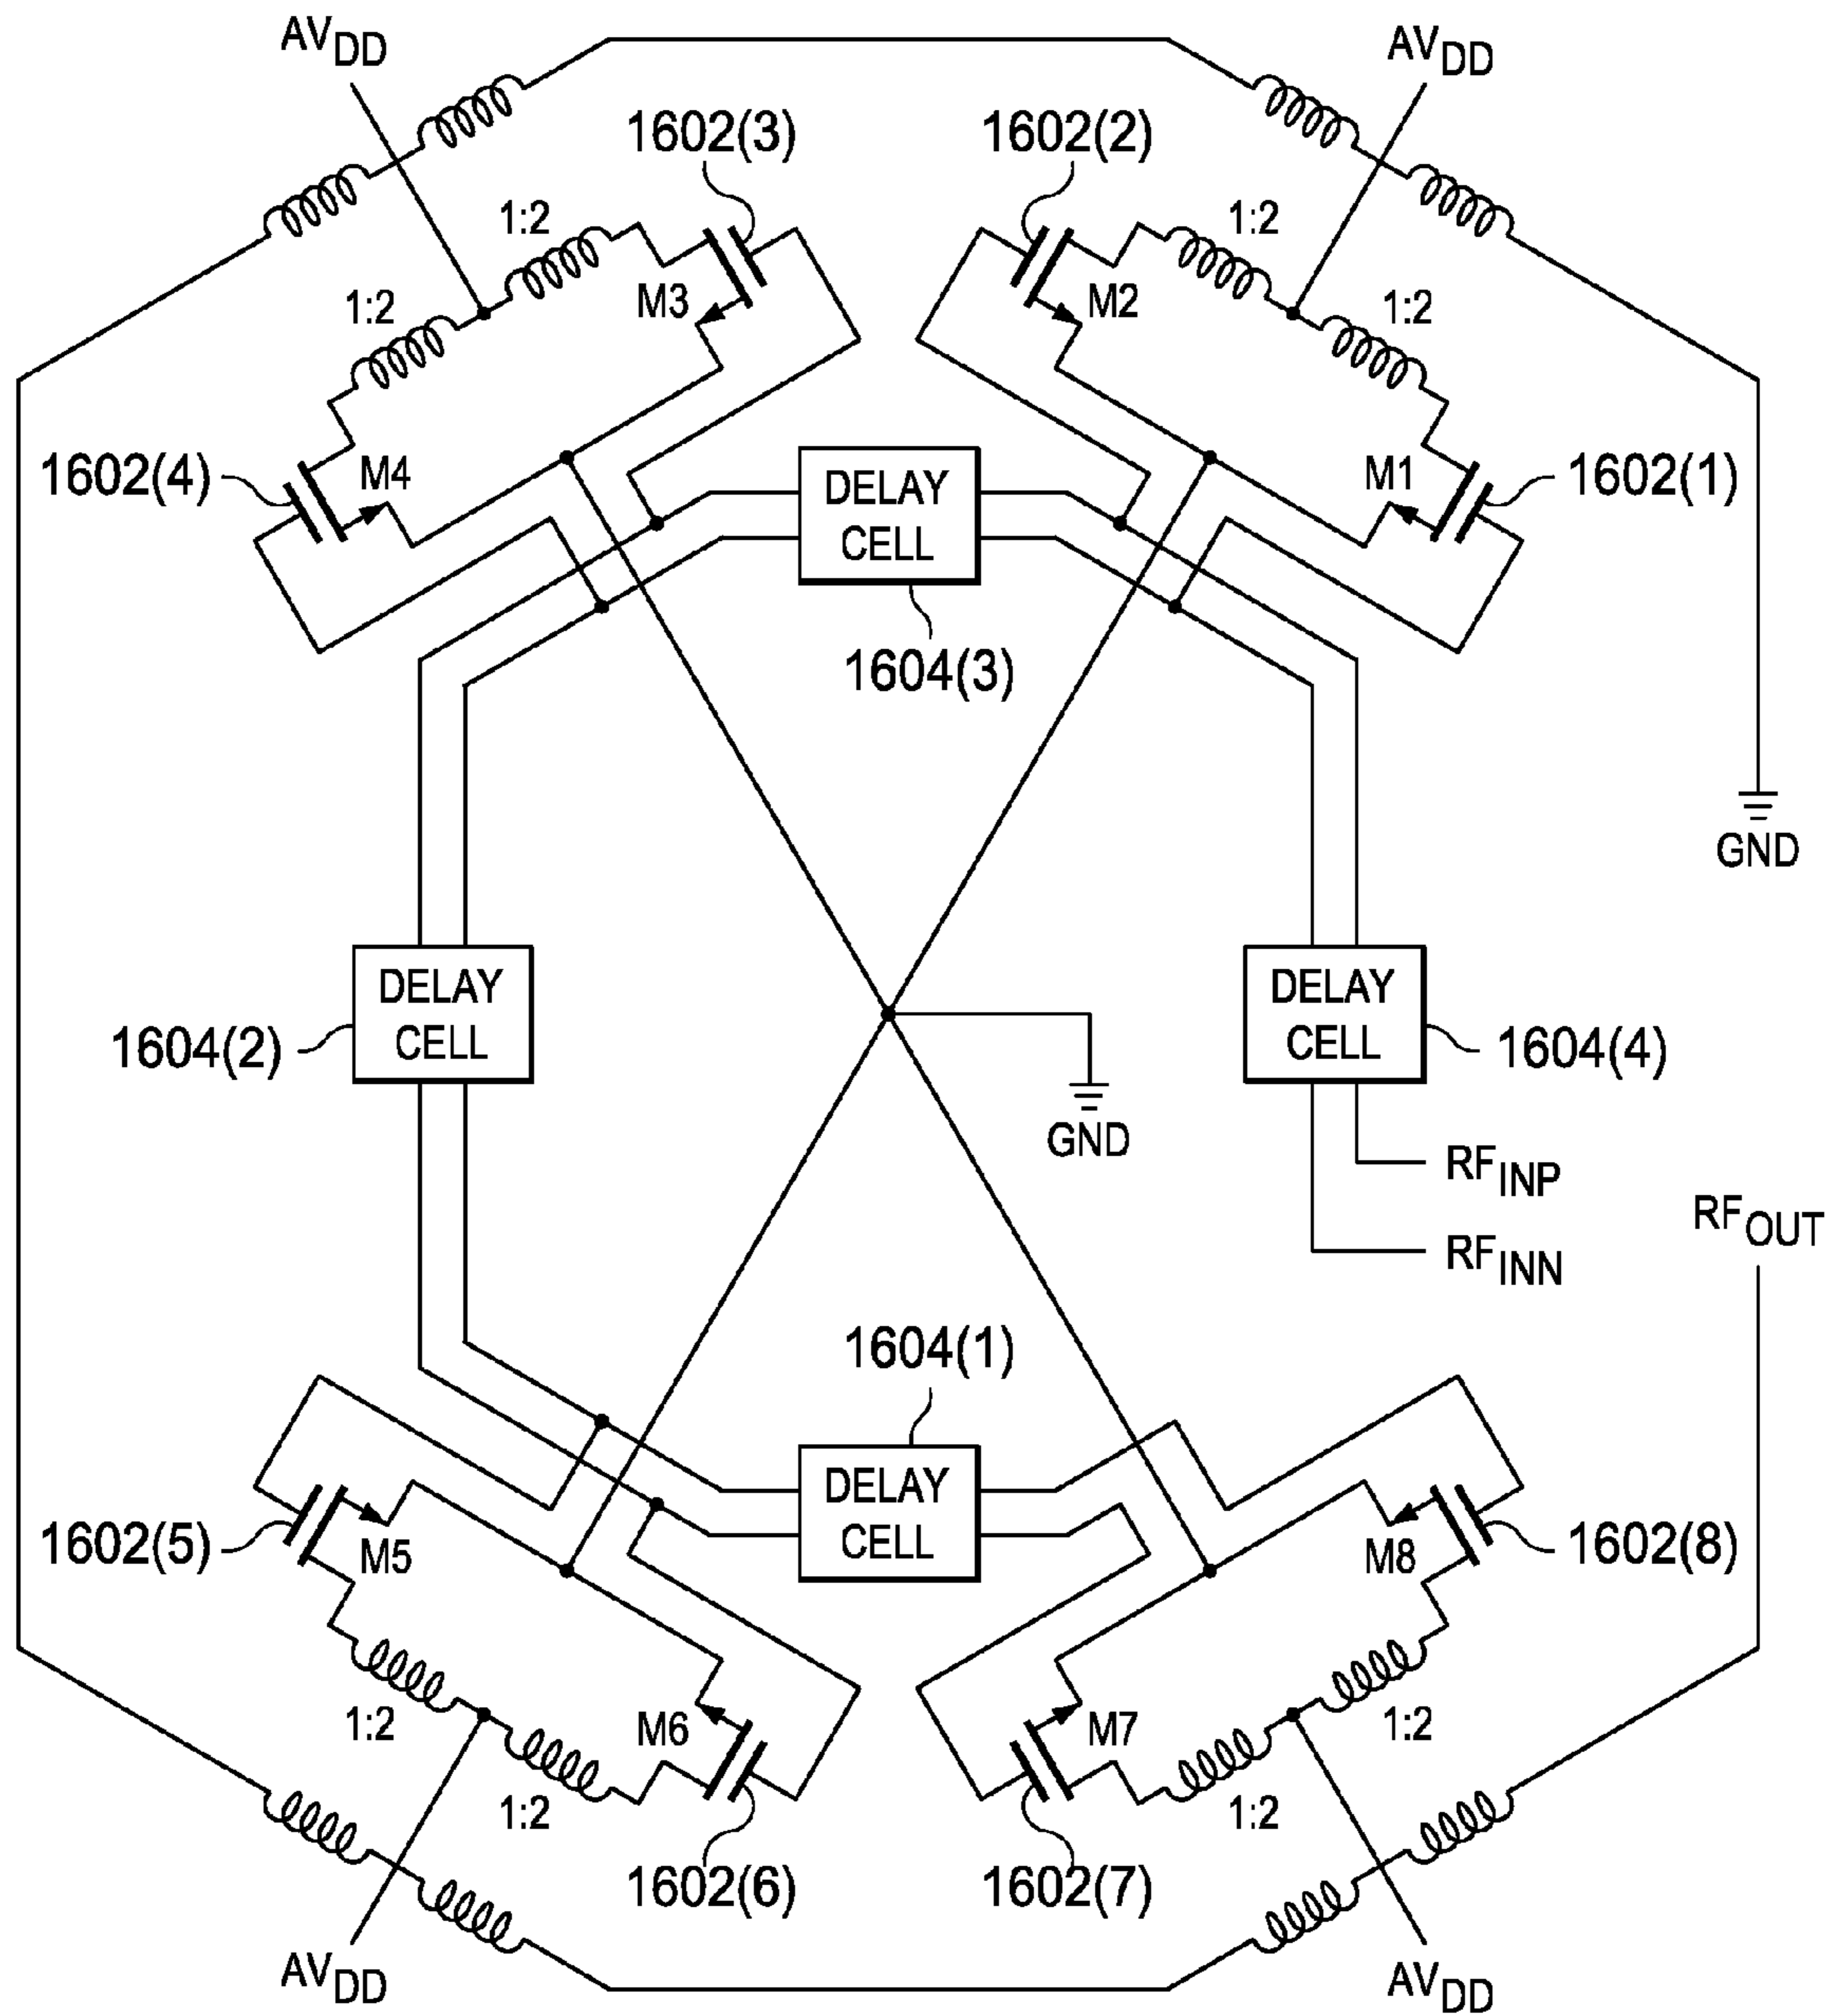 AVDD
AVDD
1602(3)
1602(2)
1:2
1:2
1:2
1:2
M3
M2
1602(4)
M4
DELAY
CELL
M1
1602(1)
1604(3)
GND
DELAY
CELL
DELAY
CELL
1604(2)
1604(4)
GND
RFINP
RFOUT
RFINN
1604(1)
DELAY
CELL
1602(5)
M5
M8
1602(8)
1:2
M6
M7
1:2
1:2
1:2
1602(6)
1602(7)
AVDD
AVDD